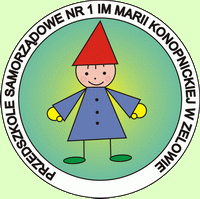 PRZEDSZKOLE SAMORZĄDOWE NR 1 IM MARII KONOPNICKIEJ W ZELOWIE